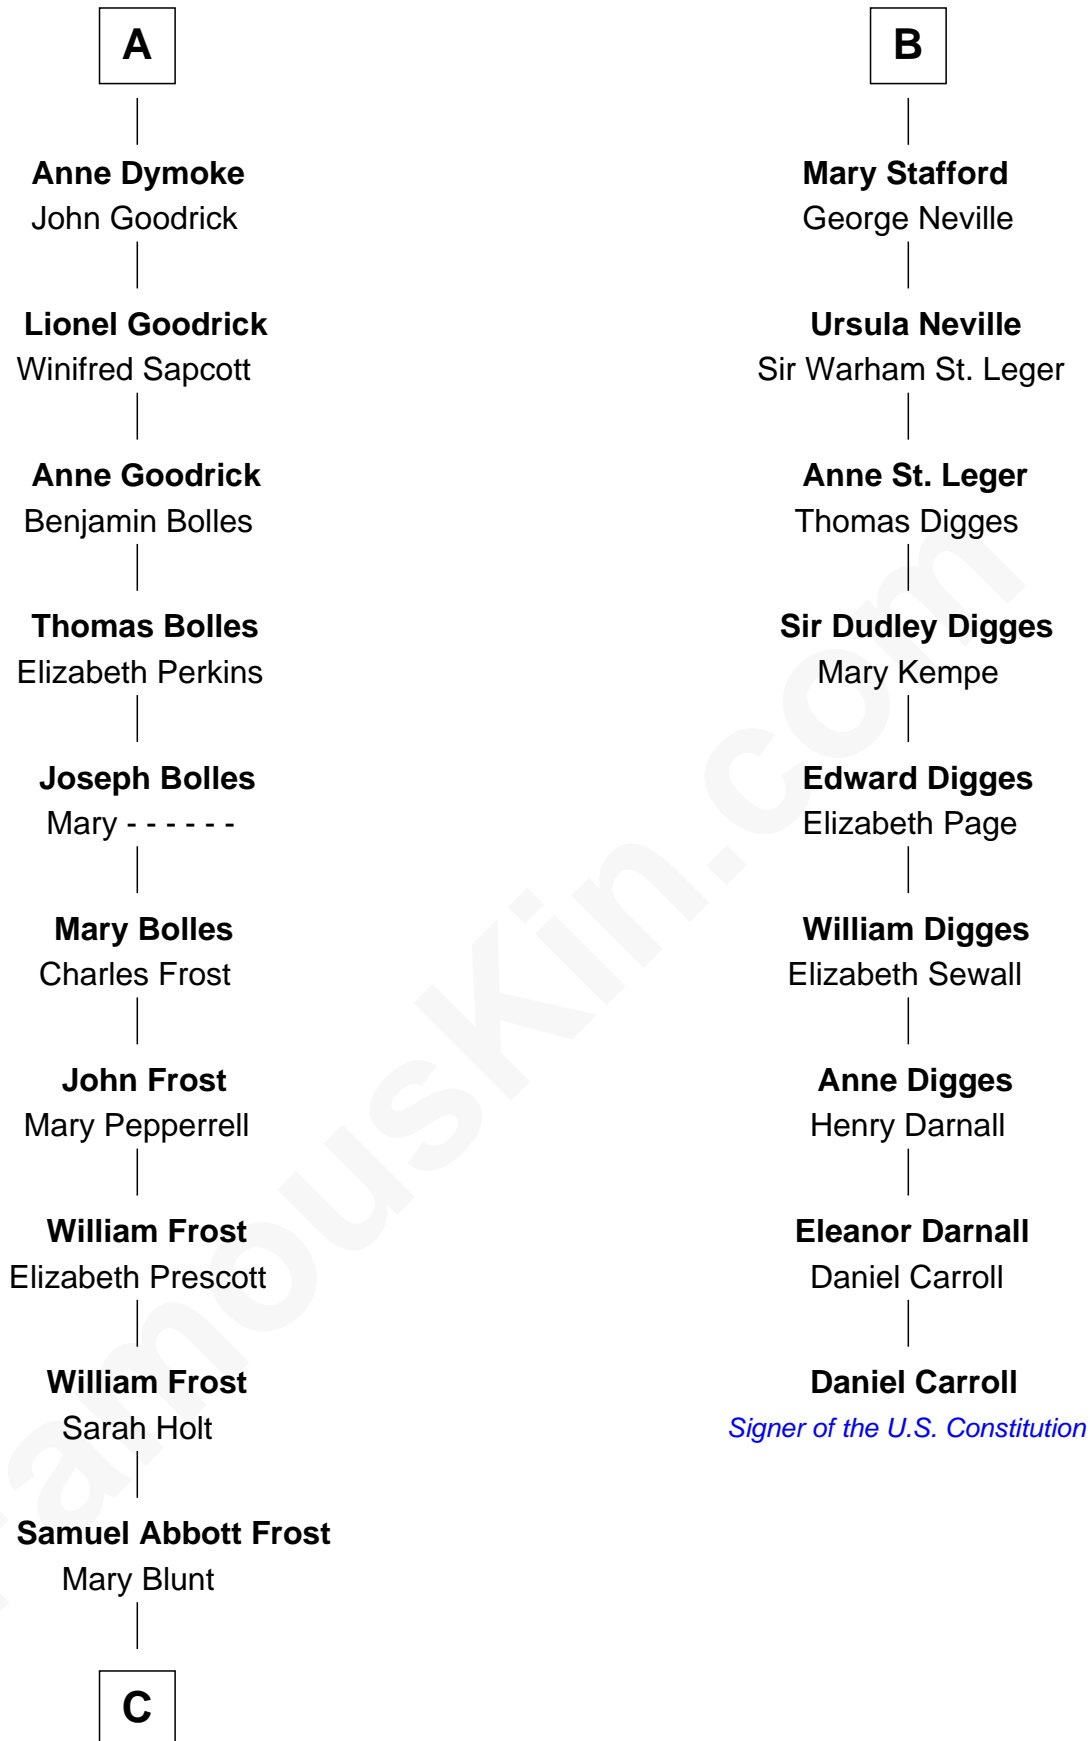 A
Anne Dymoke
John Goodrick
Lionel Goodrick
Winifred Sapcott
Anne Goodrick
Benjamin Bolles
Thomas Bolles
Elizabeth Perkins
Joseph Bolles
Mary - - - - - -
Mary Bolles
Charles Frost
John Frost
Mary Pepperrell
William Frost
Elizabeth Prescott
William Frost
Sarah Holt
Samuel Abbott Frost
Mary Blunt
C
B
Mary Stafford
George Neville
Ursula Neville
Sir Warham St. Leger
Anne St. Leger
Thomas Digges
Sir Dudley Digges
Mary Kempe
Edward Digges
Elizabeth Page
William Digges
Elizabeth Sewall
Anne Digges
Henry Darnall
Eleanor Darnall
Daniel Carroll
Daniel Carroll
Signer of the U.S. Constitution
FamousKin.com